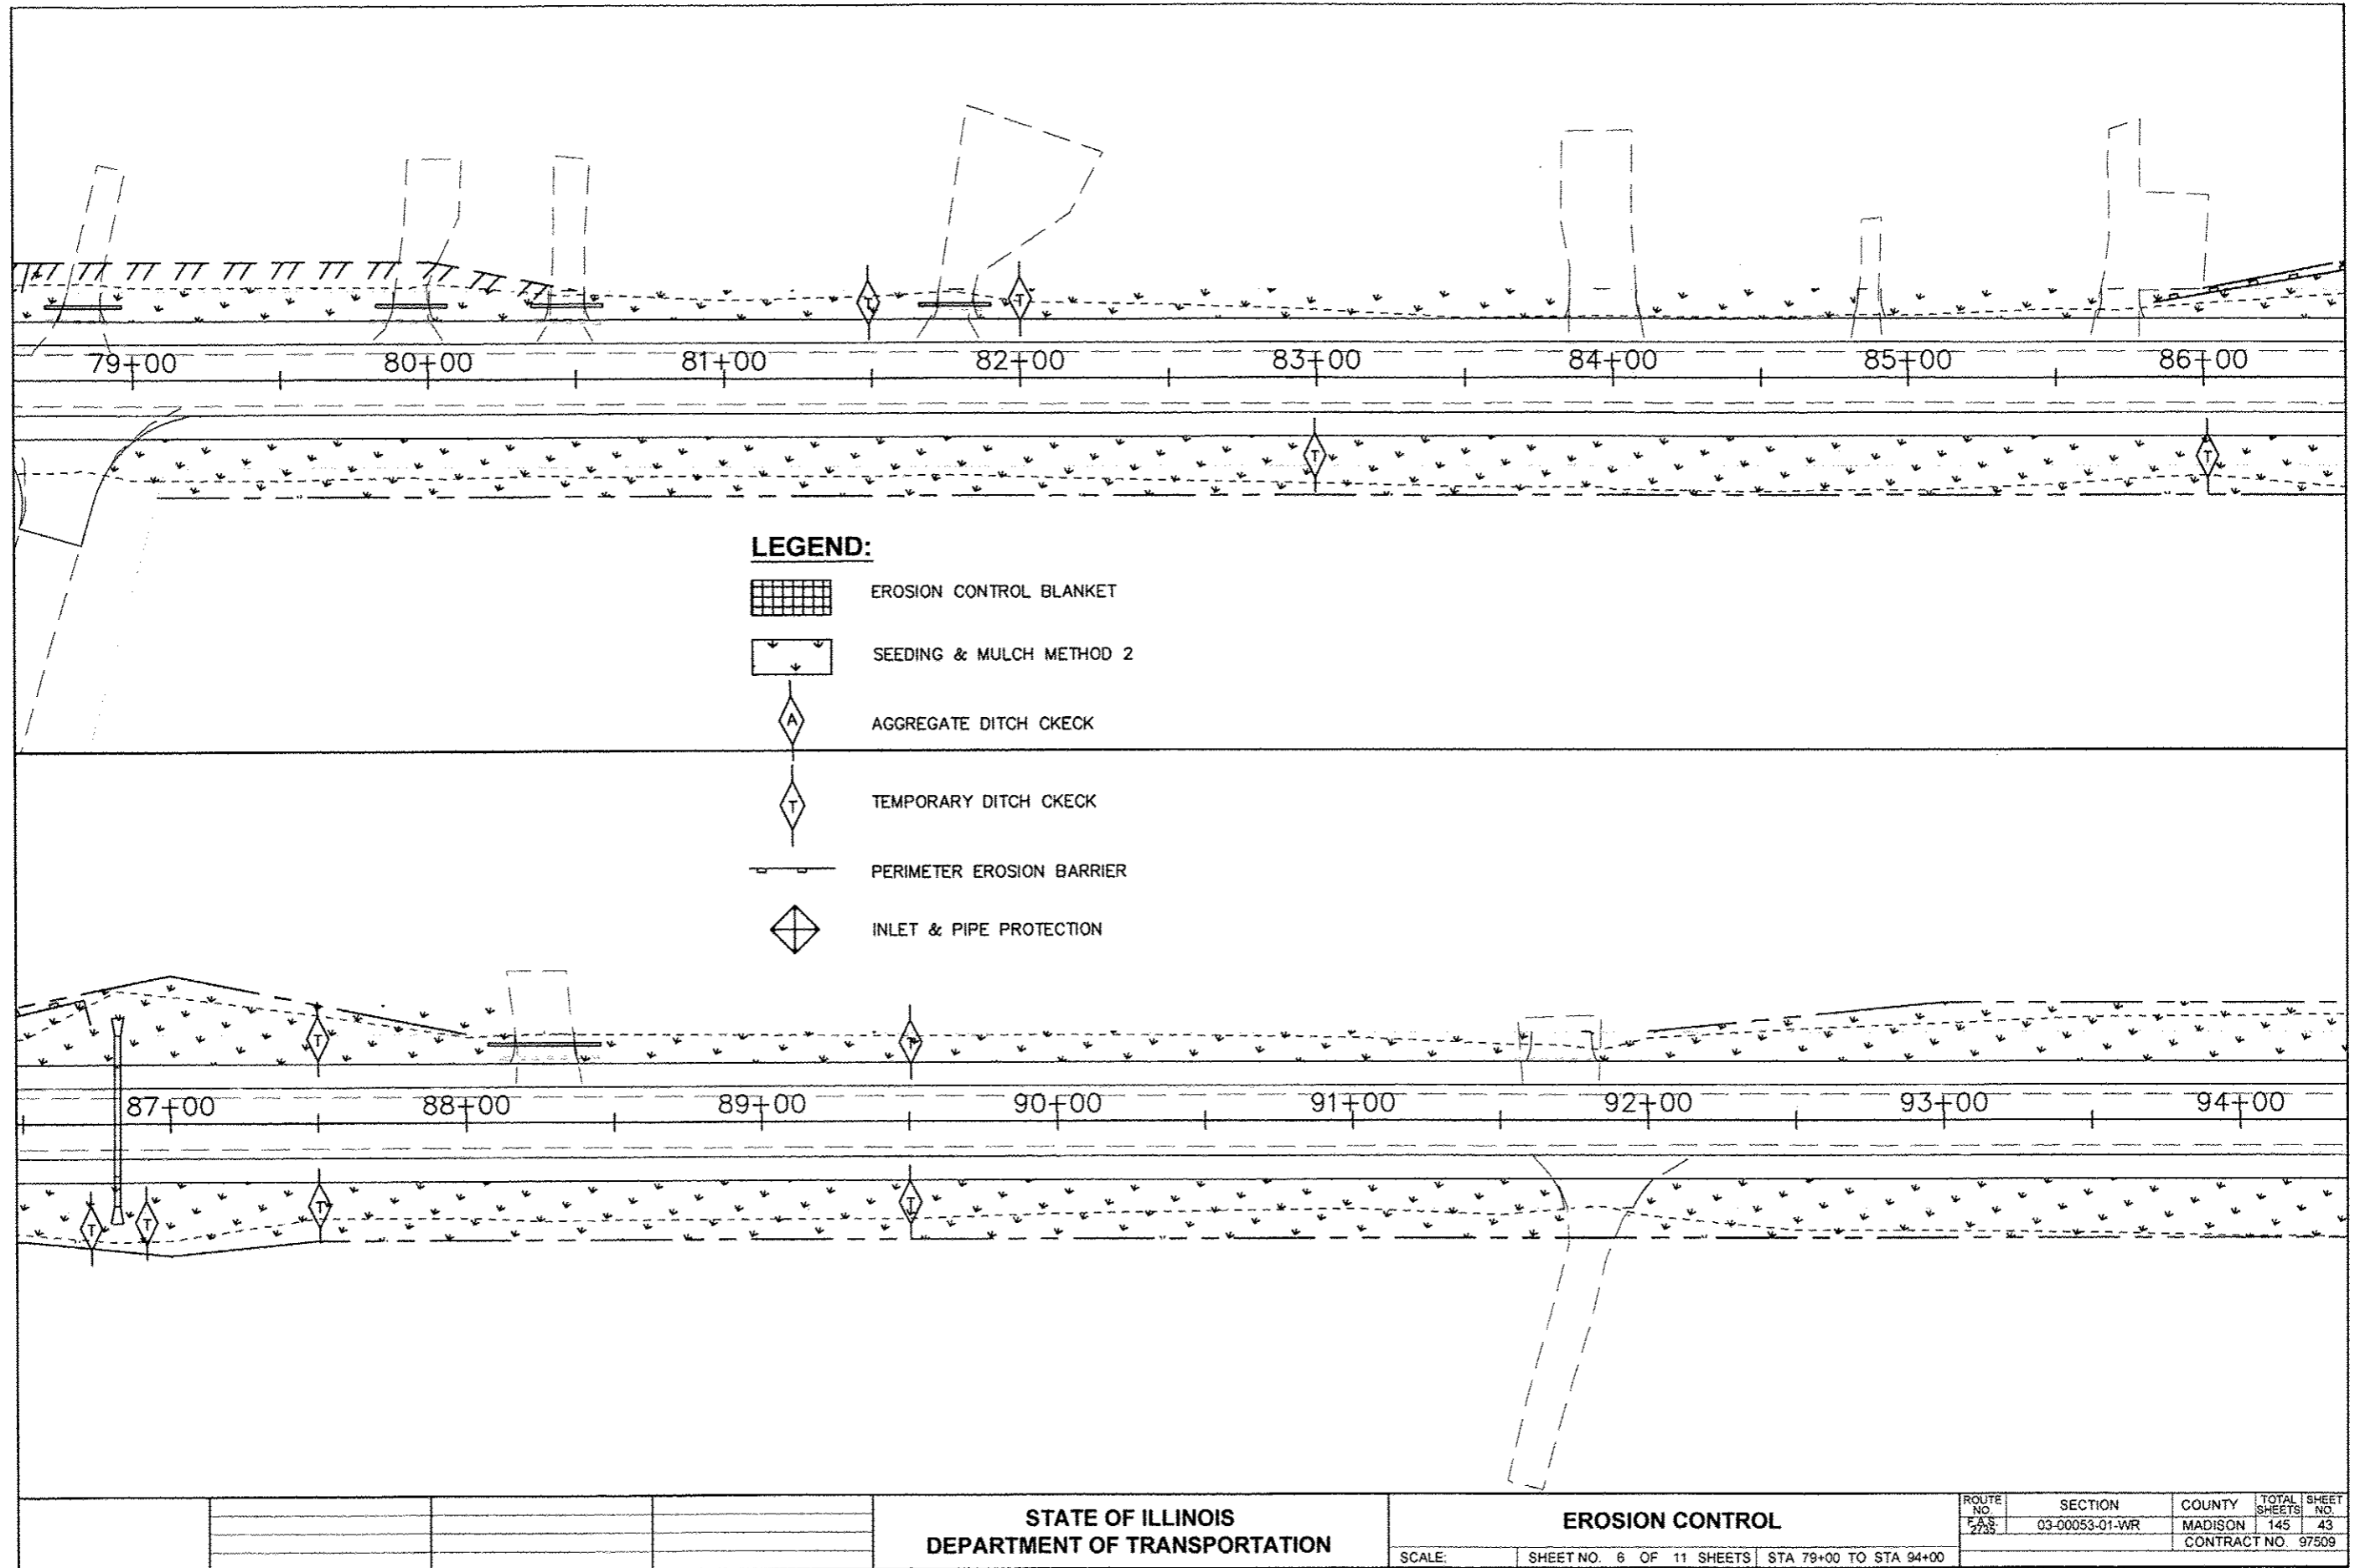 79+00 80+00 81+00 82+00 83+00 84+00 85+00 86+00
T
T
T
T
LEGEND:
EROSION CONTROL BLANKET
SEEDING & MULCH METHOD 2
A AGGREGATE DITCH CKECK
T TEMPORARY DITCH CKECK
PERIMETER EROSION BARRIER
INLET & PIPE PROTECTION
T
T
87+00 88+00 89+00 90+00 91+00 92+00 93+00 94+00
T
T
T
T
STATE OF ILLINOIS
DEPARTMENT OF TRANSPORTATION
EROSION CONTROL
SCALE: SHEET NO. 6 OF 11 SHEETS STA 79+00 TO STA 94+00
ROUTE NO. SECTION COUNTY TOTAL SHEETS SHEET NO.
F.A.S. 2735 03-00053-01-WR MADISON 145 43
CONTRACT NO. 97509